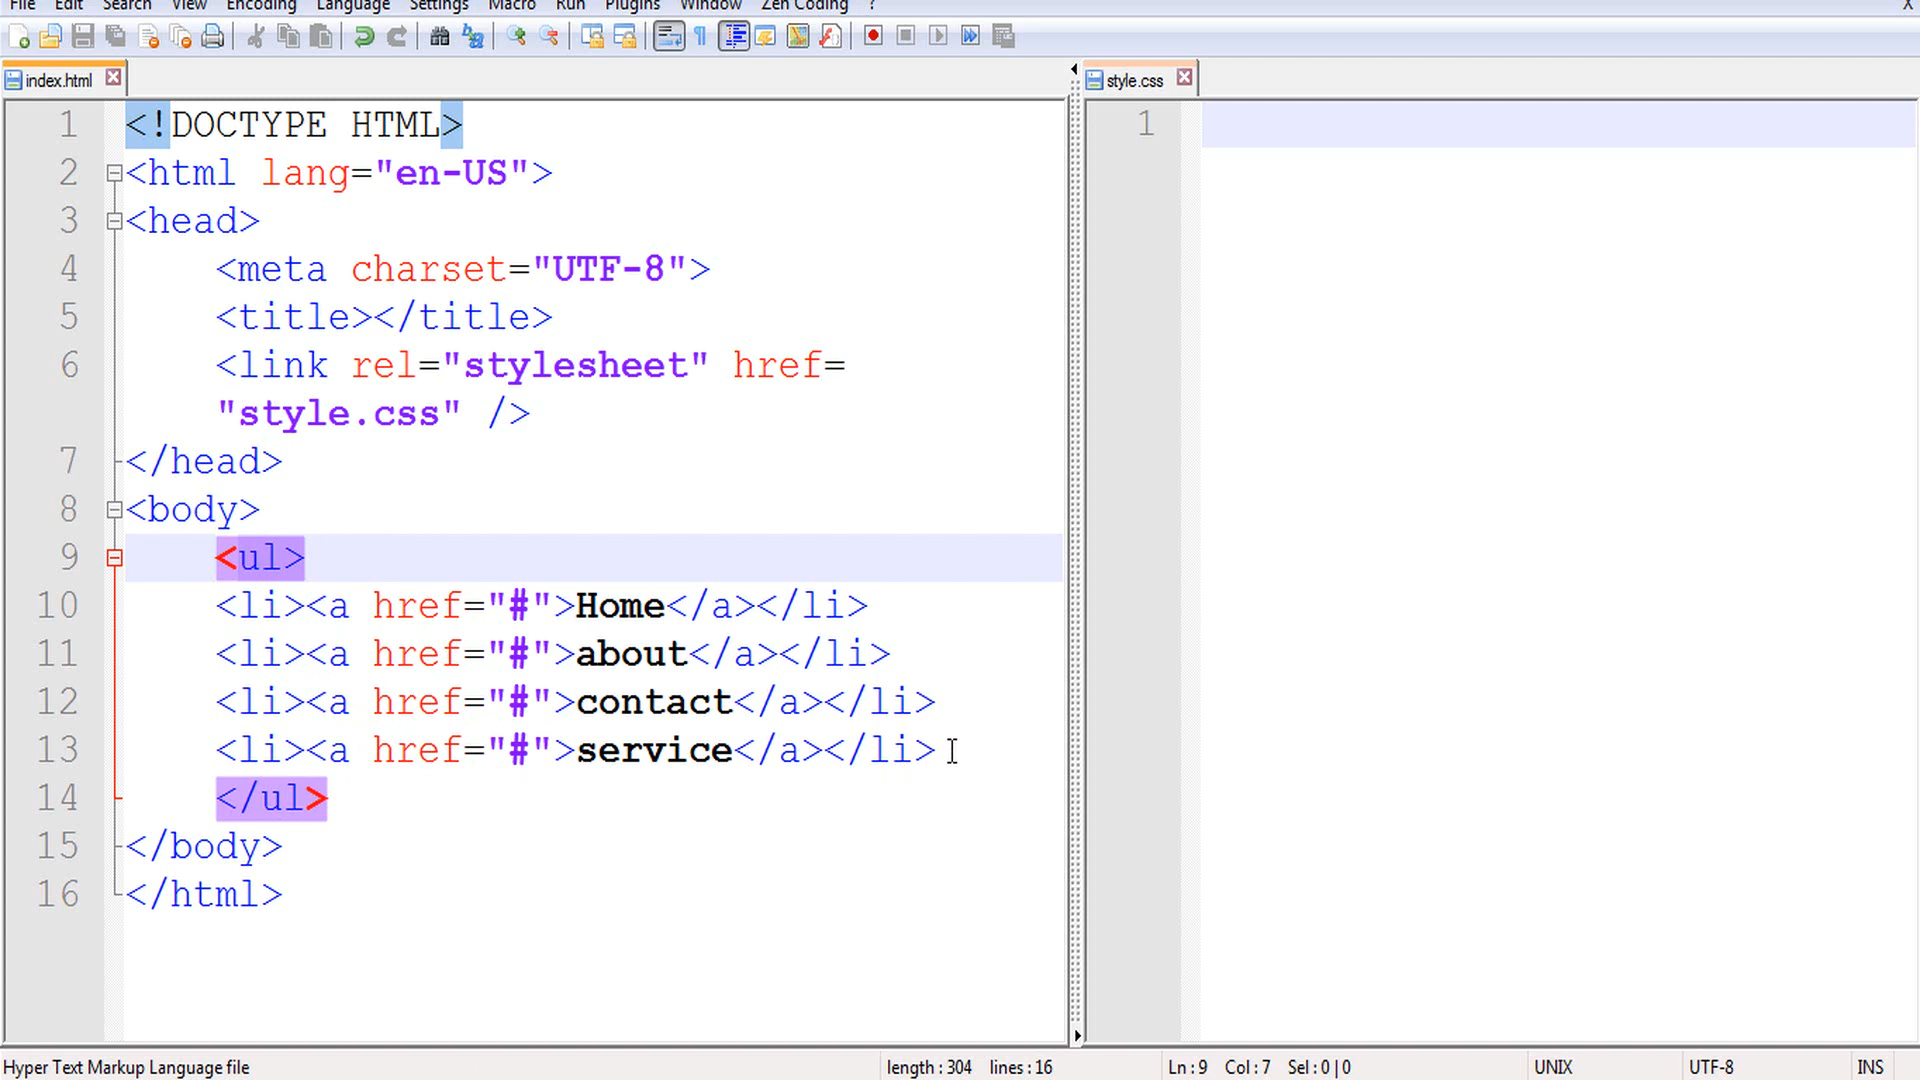 File Edit Search View Encoding Language Settings Macro Run Plugins Window Zen Coding ? X
index.html
style.css
1 <!DOCTYPE HTML>
2 <html lang="en-US">
3 <head>
4 <meta charset="UTF-8">
5 <title></title>
6 <link rel="stylesheet" href=
"style.css" />
7 </head>
8 <body>
9 <ul>
10 <li><a href="#">Home</a></li>
11 <li><a href="#">about</a></li>
12 <li><a href="#">contact</a></li>
13 <li><a href="#">service</a></li>
14 </ul>
15 </body>
16 </html>
1
Hyper Text Markup Language file length : 304 lines : 16 Ln : 9 Col : 7 Sel : 0 | 0 UNIX UTF-8 INS